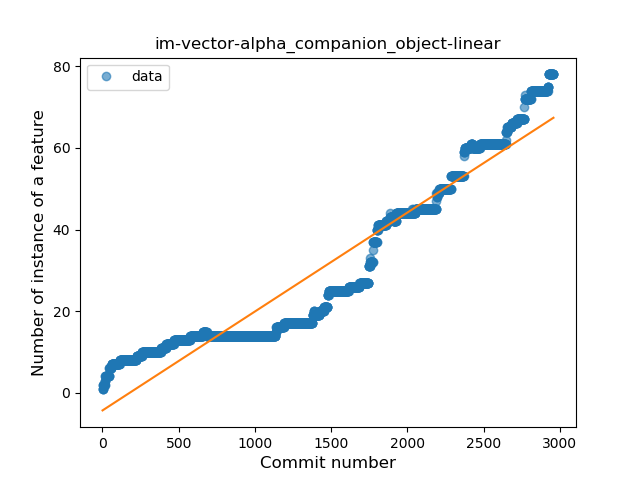 im-vector-alpha_companion_object-linear
data
Number of instance of a feature
80
60
40
20
0
0 500 1000 1500 2000 2500 3000
Commit number